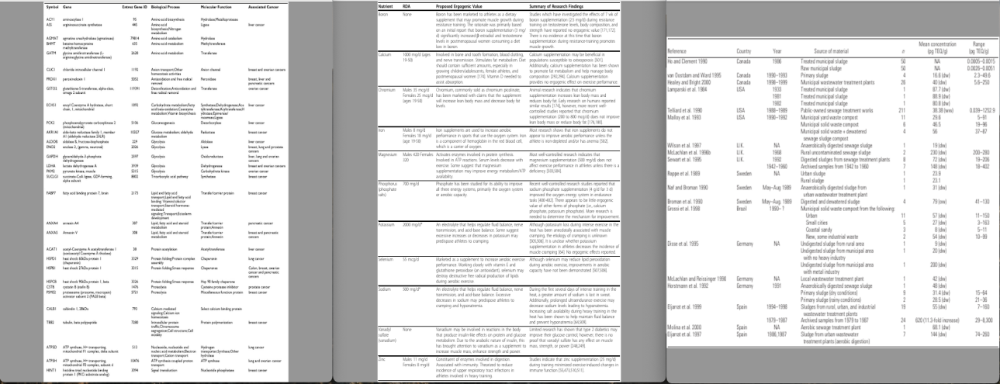 Symbol Gene Entrez Gene ID Biological Process Molecular Function Associated Cancer
ACY1 aminoacylase 1 95 Amino acid biosynthesis Hydrolase;Metalloprotease
ASS argininosuccinate synthetase 445 Amino acid Ligase liver cancer
biosynthesis;Nitrogen
metabolism
AGMAT agmatine ureohydrolase (agmatinase) 79814 Amino acid catabolism Hydrolase
BHMT betaine-homocysteine 635 Amino acid metabolism Methyltransferase
methyltransferase
GATM glycine amidinotransferase (L- 2628 Amino acid metabolism Transferase
arginine:glycine amidinotransferase)
CLIC1 chloride intracellular channel 1 1192 Anion transport;Other Anion channel breast and ovarian cancers
homeostasis activities
PRDX1 peroxiredoxin 1 5052 Antioxidation and free radical Peroxidase breast, liver and
removal pancreatic cancers
GSTO2 glutathione S-transferase, 119391 Detoxification;Antioxidation Transferase ovarian cancer
omega 2 subunit and free radical removal
ECHS1 enoyl Coenzyme A hydratase, short 1892 liver cancer
chain, 1, mitochondrial
PCK2 phosphoenolpyruvate carboxykinase 2 5106 Gluconeogenesis Decarboxylase liver cancer
(mitochondrial)
AKR1A1 aldo-keto reductase family 1, member 10327 Glucose metabolism; aldehyde Reductase breast cancer
metabolism
ALDOB aldolase B, fructose-bisphosphate 229 Glycolysis Aldolase liver cancer
ENO2 enolase 2, (gamma, neuronal) 2026 Glycolysis Lyase breast, lung and prostate
cancers
GAPDH glyceraldehyde-3-phosphate 2597 Glycolysis Oxidoreductase liver, lung and ovarian
dehydrogenase cancers
LDHA lactate dehydrogenase A 3939 Glycolysis Dehydrogenase breast and ovarian cancers
PKM2 pyruvate kinase, muscle 5315 Glycolysis Carbohydrate kinase ovarian cancer
SUCLG1 succinate-CoA ligase, GDP-forming, 8802 Tricarboxylic acid pathway Synthetase breast cancer
alpha subunit
FABP7 fatty acid binding protein 7, brain 2173 Lipid and fatty acid Transfer/carrier protein breast cancer
ANXA4 annexin A4 307 Lipid, fatty acid and steroid Transfer/carrier pancreatic cancer
metabolism protein;Annexin
ANXA5 Annexin V 308 Lipid, fatty acid and steroid Transfer/carrier breast and pancreatic
metabolism protein;Annexin cancers
ACAT1 acetyl-Coenzyme A acetyltransferase 1 38 Protein acetylation Acetyltransferase liver cancer
(acetoacetyl Coenzyme A thiolase)
HSPD1 heat shock 60kDa protein 1 3329 Protein folding;Protein complex Chaperonin lung cancer
(chaperonin) assembly
HSPB1 heat shock 27kDa protein 1 3315 Protein folding;Stress response Chaperone Colon, breast, ovarian
cancer and pancreatic
cancers
HSPCB heat shock 90kDa protein 1, beta 3326 Protein folding;Stress response Hsp 90 family chaperone
CSTB cystatin B (stefin B) 1476 Proteolysis Cysteine protease inhibitor prostate cancer
PSME2 proteasome (prosome, macropain) 5721 Proteolysis Miscellaneous function protein breast cancer
activator subunit 2 (PA28 beta)
CALB1 calbindin 1, 28kDa 793 Calcium mediated Select calcium binding protein
signaling;Calcium ion
homeostasis
TBB2 tubulin, beta polypeptide 7280 Intracellular protein Protein polymerization breast cancer
ATP5D ATP synthase, H+ transporting, 513 Nucleoside, nucleotide and Hydrogen lung cancer
mitochondrial F1 complex, delta subunit
ATP5H ATP synthase, H+ transporting, 10476 ATP synthesis coupled proton ATP synthase lung and ovarian cancer
mitochondrial F0 complex, subunit d transport
HINT1 histidine triad nucleotide binding 3094 Signal transduction Nucleotide phosphatase breast cancer
protein 1
Nutrient RDA Proposed Ergogenic Value Summary of Research Findings
Boron None Boron has been marketed to athletes as a dietary Studies which have investigated the effects of 7 wk of
supplement that may promote muscle growth during boron supplementation (2.5 mg/d) during resistance
resistance training. The rationale was primarily based training on testosterone levels, body composition, and
on an initial report that boron supplementation (3 mg/ strength have reported no ergogenic value [171,172].
d) significantly increased β-estradiol and testosterone There is no evidence at this time that boron
levels in postmenopausal women consuming a diet supplementation during resistance-training promotes
low in boron. muscle growth.
Calcium 1000 mg/d (ages Involved in bone and tooth formation, blood clotting, Calcium supplementation may be beneficial in
19-50) and nerve transmission. Stimulates fat metabolism. Diet populations susceptible to osteoporosis [501].
should contain sufficient amounts, especially in Additionally, calcium supplementation has been shown
growing children/adolescents, female athletes, and to promote fat metabolism and help manage body
postmenopausal women [174]. Vitamin D needed to composition [292,294]. Calcium supplementation
assist absorption. provides no ergogenic effect on exercise performance.
Chromium Males 35 mg/d Chromium, commonly sold as chromium picolinate, Animal research indicates that chromium
Females 25 mg/d has been marketed with claims that the supplement supplementation increases lean body mass and
(ages 19-50) will increase lean body mass and decrease body fat reduces body fat. Early research on humans reported
levels. similar results [174], however, more recent well-
controlled studies reported that chromium
supplementation (200 to 800 mcg/d) does not improve
lean body mass or reduce body fat [176,180].
Iron Males 8 mg/d Iron supplements are used to increase aerobic Most research shows that iron supplements do not
Females 18 mg/d performance in sports that use the oxygen system. Iron appear to improve aerobic performance unless the
(age 19-50) is a component of hemoglobin in the red blood cell, athlete is iron-depleted and/or has anemia [502].
which is a carrier of oxygen.
Magnesium Males 420 Females Activates enzymes involved in protein synthesis. Most well-controlled research indicates that
320 Involved in ATP reactions. Serum levels decrease with magnesium supplementation (500 mg/d) does not
exercise. Some suggest that magnesium affect exercise performance in athletes unless there is a
supplementation may improve energy metabolism/ATP deficiency [503,504].
availability.
Phosphorus 700 mg/d Phosphate has been studied for its ability to improve Recent well-controlled research studies reported that
(phosphate all three energy systems, primarily the oxygen system sodium phosphate supplementation (4 g/d for 3 d)
salts) or aerobic capacity. improved the oxygen energy system in endurance
tasks [400-402]. There appears to be little ergogenic
value of other forms of phosphate (i.e., calcium
phosphate, potassium phosphate). More research is
needed to determine the mechanism for improvement.
Potassium 2000 mg/d* An electrolyte that helps regulate fluid balance, nerve Although potassium loss during intense exercise in the
transmission, and acid-base balance. Some suggest heat has been anecdotally associated with muscle
excessive increases or decreases in potassium may cramping, the etiology of cramping is unknown
predispose athletes to cramping. [505,506]. It is unclear whether potassium
supplementation in athletes decreases the incidence of
muscle cramping [64]. No ergogenic effects reported.
Selenium 55 mg/d Marketed as a supplement to increase aerobic exercise Although selenium may reduce lipid peroxidation
performance. Working closely with vitamin E and during aerobic exercise, improvements in aerobic
glutathione peroxidase (an antioxidant), selenium may capacity have not been demonstrated [507,508].
destroy destructive free radical production of lipids
during aerobic exercise.
Sodium 500 mg/d* An electrolyte that helps regulate fluid balance, nerve During the first several days of intense training in the
transmission, and acid-base balance. Excessive heat, a greater amount of sodium is lost in sweat.
decreases in sodium may predispose athletes to Additionally, prolonged ultraendurance exercise may
cramping and hyponatremia. decrease sodium levels leading to hyponatremia.
Increasing salt availability during heavy training in the
heat has been shown to help maintain fluid balance
and prevent hyponatremia [64,509].
Vanadyl None Vanadium may be involved in reactions in the body Limited research has shown that type 2 diabetics may
sulfate that produce insulin-like effects on protein and glucose improve their glucose control; however, there is no
(vanadium) metabolism. Due to the anabolic nature of insulin, this proof that vanadyl sulfate has any effect on muscle
has brought attention to vanadium as a supplement to mass, strength, or power [248,249].
increase muscle mass, enhance strength and power.
Zinc Males 11 mg/d Constituent of enzymes involved in digestion. Studies indicate that zinc supplementation (25 mg/d)
Females 8 mg/d Associated with immunity. Theorized to reduce during training minimized exercise-induced changes in
incidence of upper respiratory tract infections in immune function [55,473,510,511].
athletes involved in heavy training.
Mean concentration Range
Reference Country Year Source of material n (pg TEQ/g) (pg TEQ/g)
Ho and Clement 1990 Canada 1986 Treated municipal sludge 50 NA 0.0005–0.0015
Raw municipal sludge 50 NA 0.0026–0.0051
van Oostdam and Ward 1995 Canada 1990–1993 Primary sludge 4 16.6 (dw) 2.3–49.6
Healey and Bright 2000 Canada 1998–1999 Municipal wastewater treatment plants 26 40 (dw) 5.6–250
Lamparski et al. 1984 USA 1933 Treated municipal sludge 1 87.7 (dw)
1981 Treated municipal sludge 1 88.9 (dw)
1982 Treated municipal sludge 1 80.8 (dw)
Telliard et al. 1990 USA 1988–1989 Public-owned sewage treatment works 211 38.38 (ww) 0.039–1252.9
Malloy et al. 1993 USA 1990–1992 Municipal yard waste compost 11 29.6 5–91
Municipal solid waste compost 6 46.5 19–96
Municipal solid waste + dewatered 4 56 37–87
sewage sludge compost
Wilson et al. 1997 U.K. NA Anaerobically digested sewage sludge 1 19 (dw)
McLachlan et al. 1996b U.K. 1968 Rural uncontaminated sewage sludge 2 230 (dw) 200–260
Sewart et al. 1995 U.K. 1992 Digested sludges from sewage treatment plants 8 72 (dw) 19–206
1942–1960 Archived samples from 1942 to 1960 7 148 (dw) 18–402
Rappe et al. 1989 Sweden NA Urban sludge 1 23.8
Rural sludge 1 23.1
Naf and Broman 1990 Sweden May–Aug 1989 Anaerobically digested sludge from 1 31 (dw)
urban wastewater treatment plant
Broman et al. 1990 Sweden May–Aug. 1989 Digested and dewatered sludge 4 79 (dw) 41–130
Grossi et al. 1998 Brazil Municipal solid waste compost from the following:
Urban 11 57 (dw) 11–150
Small cities 5 27 (dw) 3–163
Coastal sandy 3 8 (dw) 5–11
New, some industrial waste 2 54 (dw) 10–99
Disse et al. 1995 Germany NA Undigested sludge from rural area 1 9 (dw)
Undigested sludge from municipal area 1 20 (dw)
with no heavy industry
Undigested sludge from municipal area 1 200 (dw)
with metal industry
McLachlan and Reissinger 1990 Germany NA Local wastewater treatment plant 1 42 (dw)
Horstmann et al. 1992 Germany 1991 Anaerobically digested sewage sludge 1 48 (dw)
Primary sludge (dry conditions) 9 31.4 (dw) 15–64
Primary sludge (rainy conditions) 2 28.5 (dw) 21–36
Eljarrat et al. 1999 Spain 1994–1998 Sludges from rural, urban, and industrial 19 55 (dw) 7–160
wastewater treatment plants
1979–1987 Archived samples from 1979 to 1987 24 620 (11.3-fold increase) 29–8,300
Molina et al. 2000 Spain NA Aerobic sewage treatment plant 1 68.1 (dw)
Eljarrat et al. 1997 Spain 1986,1987 Sludge from urban wastewater 7 144 (dw) 74–260
treatment plants (aerobic digestion)